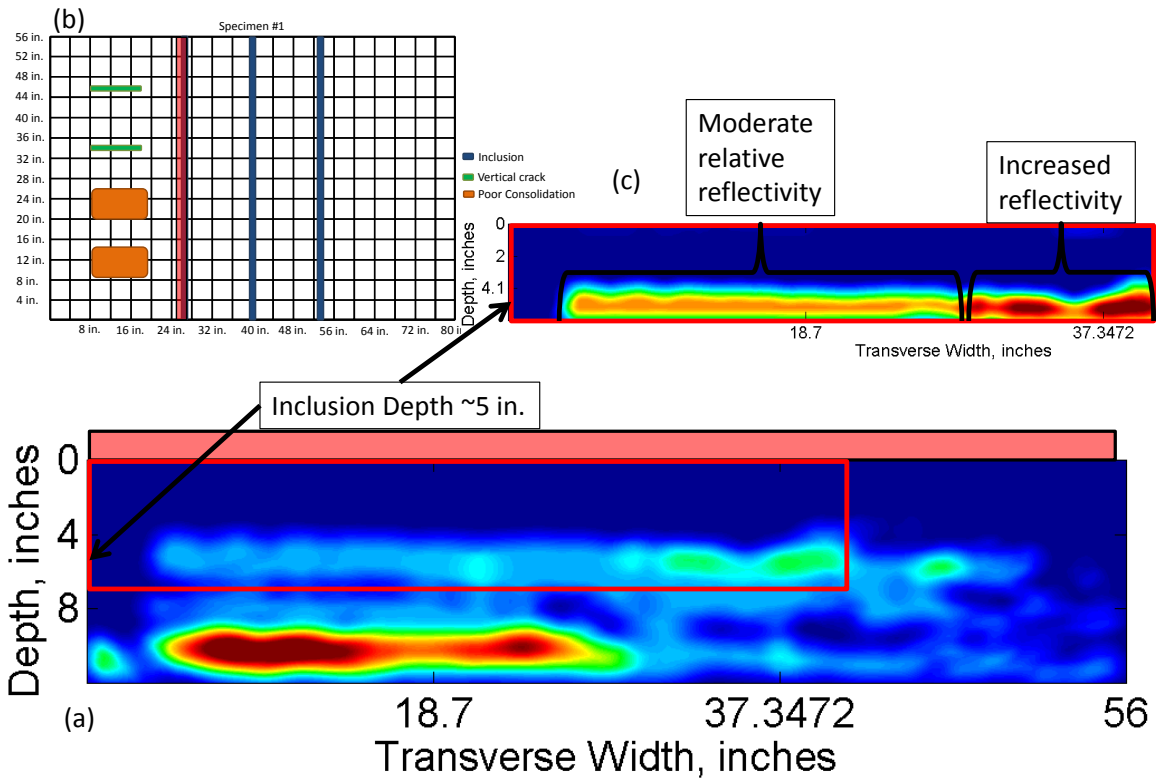 (b)
Specimen #1
56 in.
52 in.
48 in.
44 in.
40 in.
36 in.
32 in.
28 in.
24 in.
20 in.
16 in.
12 in.
8 in.
4 in.
8 in. 16 in. 24 in. 32 in. 40 in. 48 in. 54 in. 64 in. 72 in. 80 in
Inclusion
Vertical crack
Poor Consolidation
(c)
Moderate
relative
reflectivity
Increased
reflectivity
0
2
4.1
Depth, inches
18.7 37.3472
Transverse Width, inches
Inclusion Depth ~5 in.
0
4
8
Depth, inches
(a)
18.7 37.3472 56
Transverse Width, inches